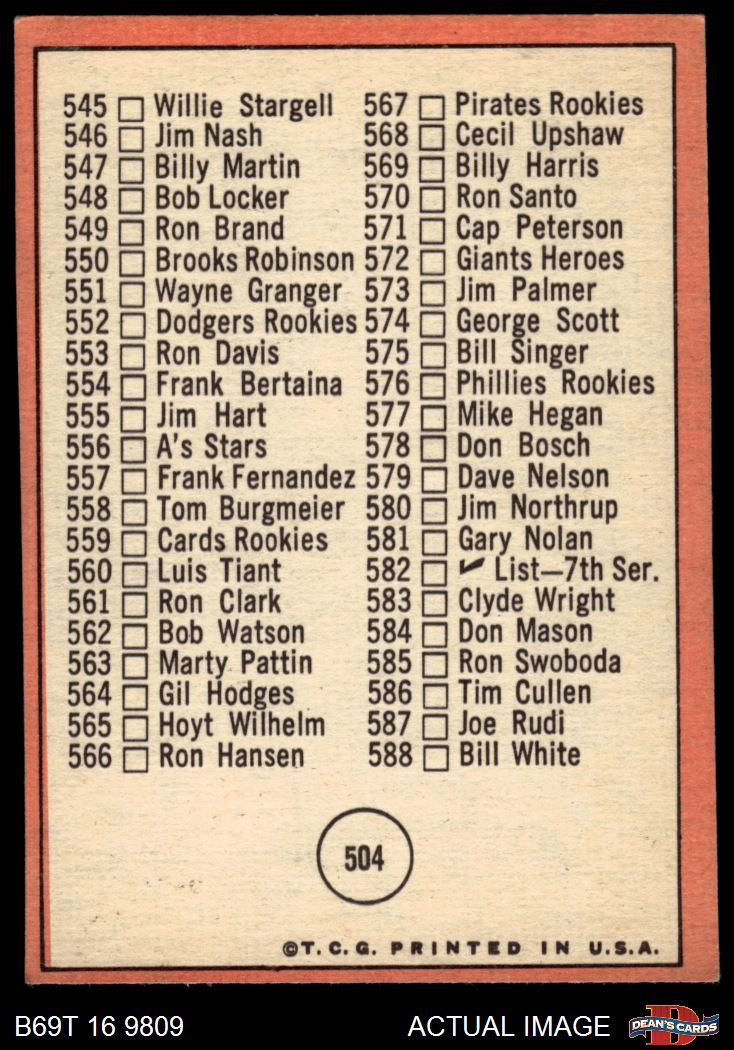 545 Willie Stargell
546 Jim Nash
547 Billy Martin
548 Bob Locker
549 Ron Brand
550 Brooks Robinson
551 Wayne Granger
552 Dodgers Rookies
553 Ron Davis
554 Frank Bertaina
555 Jim Hart
556 A's Stars
557 Frank Fernandez
558 Tom Burgmeier
559 Cards Rookies
560 Luis Tiant
561 Ron Clark
562 Bob Watson
563 Marty Pattin
564 Gil Hodges
565 Hoyt Wilhelm
566 Ron Hansen
567 Pirates Rookies
568 Cecil Upshaw
569 Billy Harris
570 Ron Santo
571 Cap Peterson
572 Giants Heroes
573 Jim Palmer
574 George Scott
575 Bill Singer
576 Phillies Rookies
577 Mike Hegan
578 Don Bosch
579 Dave Nelson
580 Jim Northrup
581 Gary Nolan
582 ✓ List—7th Ser.
583 Clyde Wright
584 Don Mason
585 Ron Swoboda
586 Tim Cullen
587 Joe Rudi
588 Bill White
504
©T.C.G. PRINTED IN U.S.A.
B69T 16 9809 ACTUAL IMAGE DEAN'S CARDS